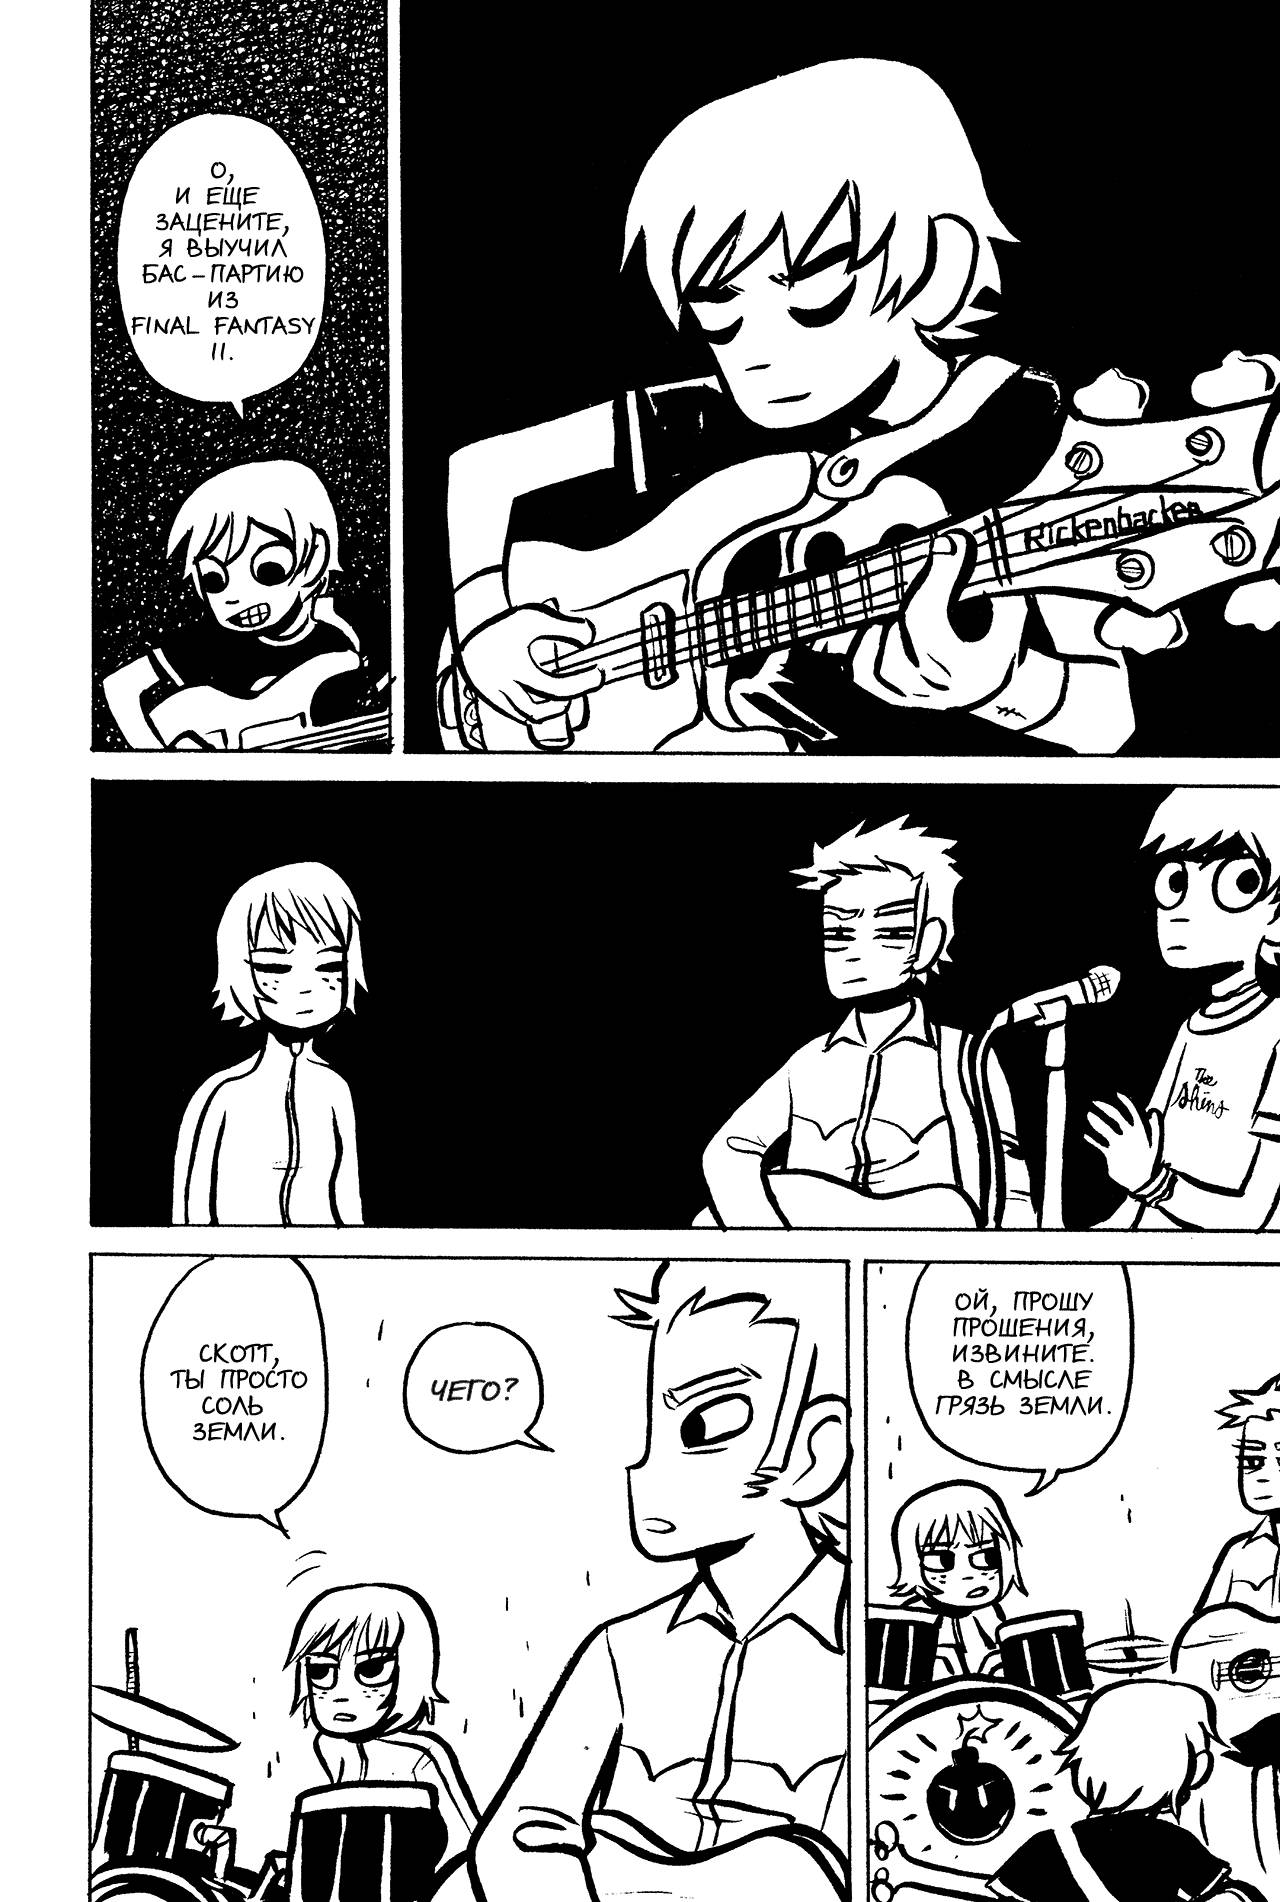 О,
И ЕЩЕ
ЗАЦЕНИТЕ,
Я ВЫУЧИЛ
БАС-ПАРТИЮ
ИЗ
FINAL FANTASY
II.
Rickenbacker
The
Shins
СКОТТ,
ТЫ ПРОСТО
СОЛЬ
ЗЕМЛИ.
ЧЕГО?
ОЙ, ПРОШУ
ПРОШЕНИЯ,
ИЗВИНИТЕ.
В СМЫСЛЕ
ГРЯЗЬ ЗЕМЛИ.